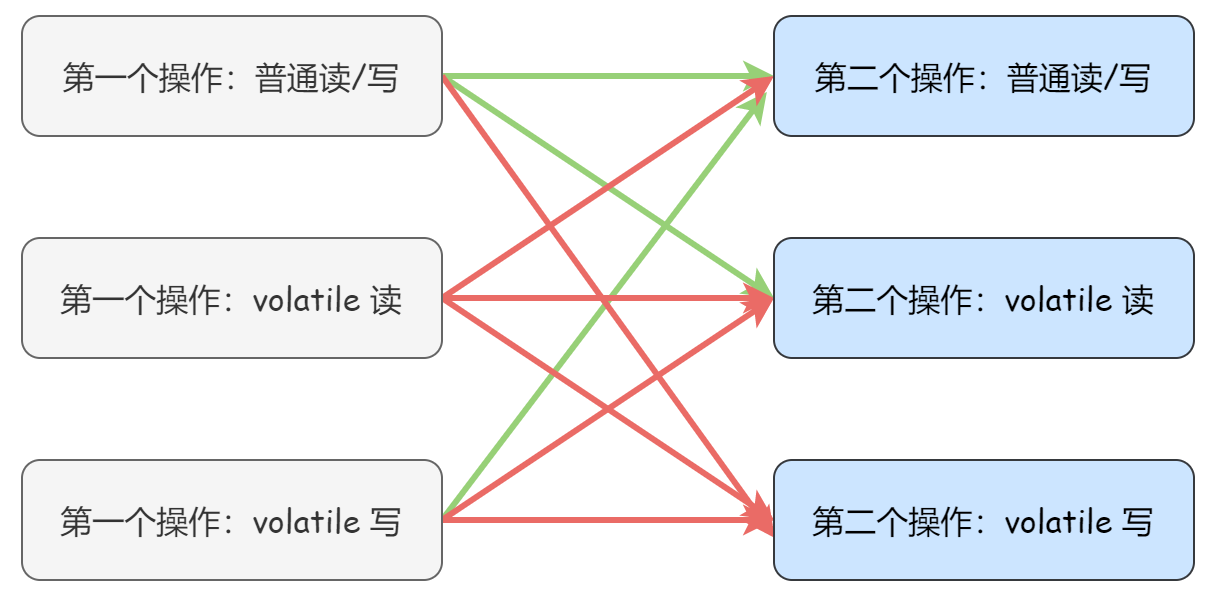 第一个操作：普通读/写
第二个操作：普通读/写
第一个操作：volatile 读
第二个操作：volatile 读
第一个操作：volatile 写
第二个操作：volatile 写